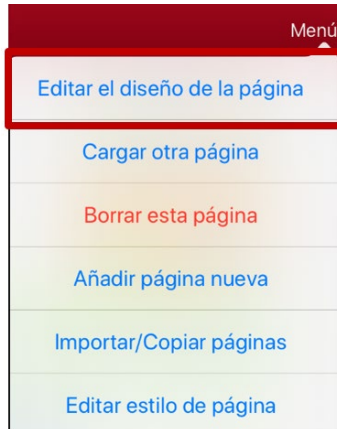 Menú
Editar el diseño de la página
Cargar otra página
Borrar esta página
Añadir página nueva
Importar/Copiar páginas
Editar estilo de página